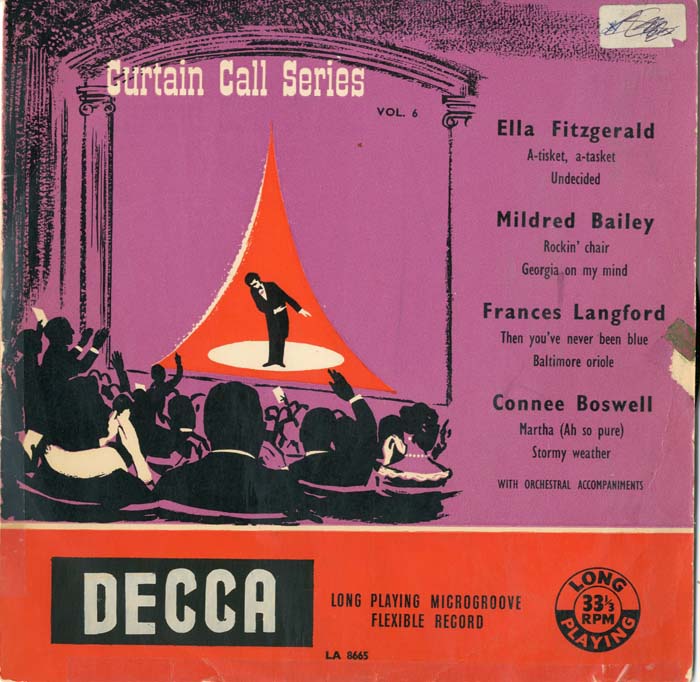 Curtain Call Series
VOL. 6
Ella Fitzgerald
A-tisket, a-tasket
Undecided
Mildred Bailey
Rockin' chair
Georgia on my mind
Frances Langford
Then you've never been blue
Baltimore oriole
Connee Boswell
Martha (Ah so pure)
Stormy weather
WITH ORCHESTRAL ACCOMPANIMENTS
DECCA
LONG PLAYING MICROGROOVE
FLEXIBLE RECORD
LONG
33⅓
RPM
PLAYING
LA 8665